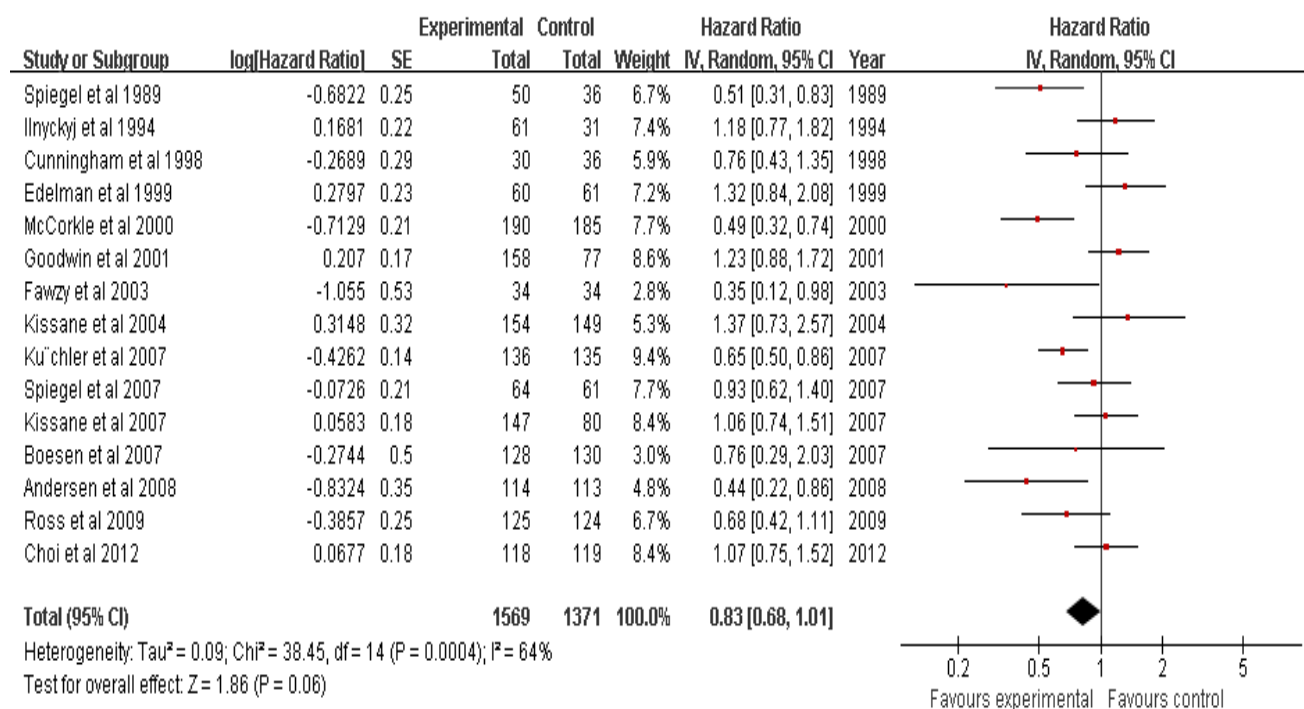 Experimental Control Hazard Ratio Hazard Ratio
Study or Subgroup log[Hazard Ratio] SE Total Total Weight IV, Random, 95% CI Year IV, Random, 95% CI
Spiegel et al 1989 -0.6822 0.25 50 36 6.7% 0.51 [0.31, 0.83] 1989
Ilnyckyj et al 1994 0.1681 0.22 61 31 7.4% 1.18 [0.77, 1.82] 1994
Cunningham et al 1998 -0.2689 0.29 30 36 5.9% 0.76 [0.43, 1.35] 1998
Edelman et al 1999 0.2797 0.23 60 61 7.2% 1.32 [0.84, 2.08] 1999
McCorkle et al 2000 -0.7129 0.21 190 185 7.7% 0.49 [0.32, 0.74] 2000
Goodwin et al 2001 0.207 0.17 158 77 8.6% 1.23 [0.88, 1.72] 2001
Fawzy et al 2003 -1.055 0.53 34 34 2.8% 0.35 [0.12, 0.98] 2003
Kissane et al 2004 0.3148 0.32 154 149 5.3% 1.37 [0.73, 2.57] 2004
Ku¨chler et al 2007 -0.4262 0.14 136 135 9.4% 0.65 [0.50, 0.86] 2007
Spiegel et al 2007 -0.0726 0.21 64 61 7.7% 0.93 [0.62, 1.40] 2007
Kissane et al 2007 0.0583 0.18 147 80 8.4% 1.06 [0.74, 1.51] 2007
Boesen et al 2007 -0.2744 0.5 128 130 3.0% 0.76 [0.29, 2.03] 2007
Andersen et al 2008 -0.8324 0.35 114 113 4.8% 0.44 [0.22, 0.86] 2008
Ross et al 2009 -0.3857 0.25 125 124 6.7% 0.68 [0.42, 1.11] 2009
Choi et al 2012 0.0677 0.18 118 119 8.4% 1.07 [0.75, 1.52] 2012
Total (95% CI) 1569 1371 100.0% 0.83 [0.68, 1.01]
Heterogeneity: Tau² = 0.09; Chi² = 38.45, df = 14 (P = 0.0004); I² = 64%
Test for overall effect: Z = 1.86 (P = 0.06)
0.2 0.5 1 2 5
Favours experimental Favours control